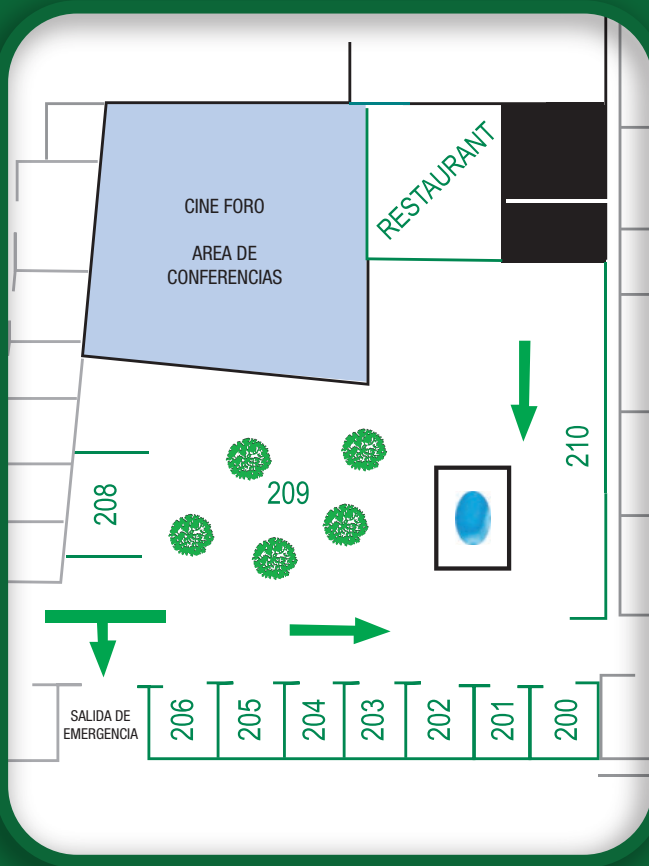 CINE FORO
AREA DE
CONFERENCIAS
RESTAURANT
210
209
208
SALIDA DE
EMERGENCIA
206
205
204
203
202
201
200